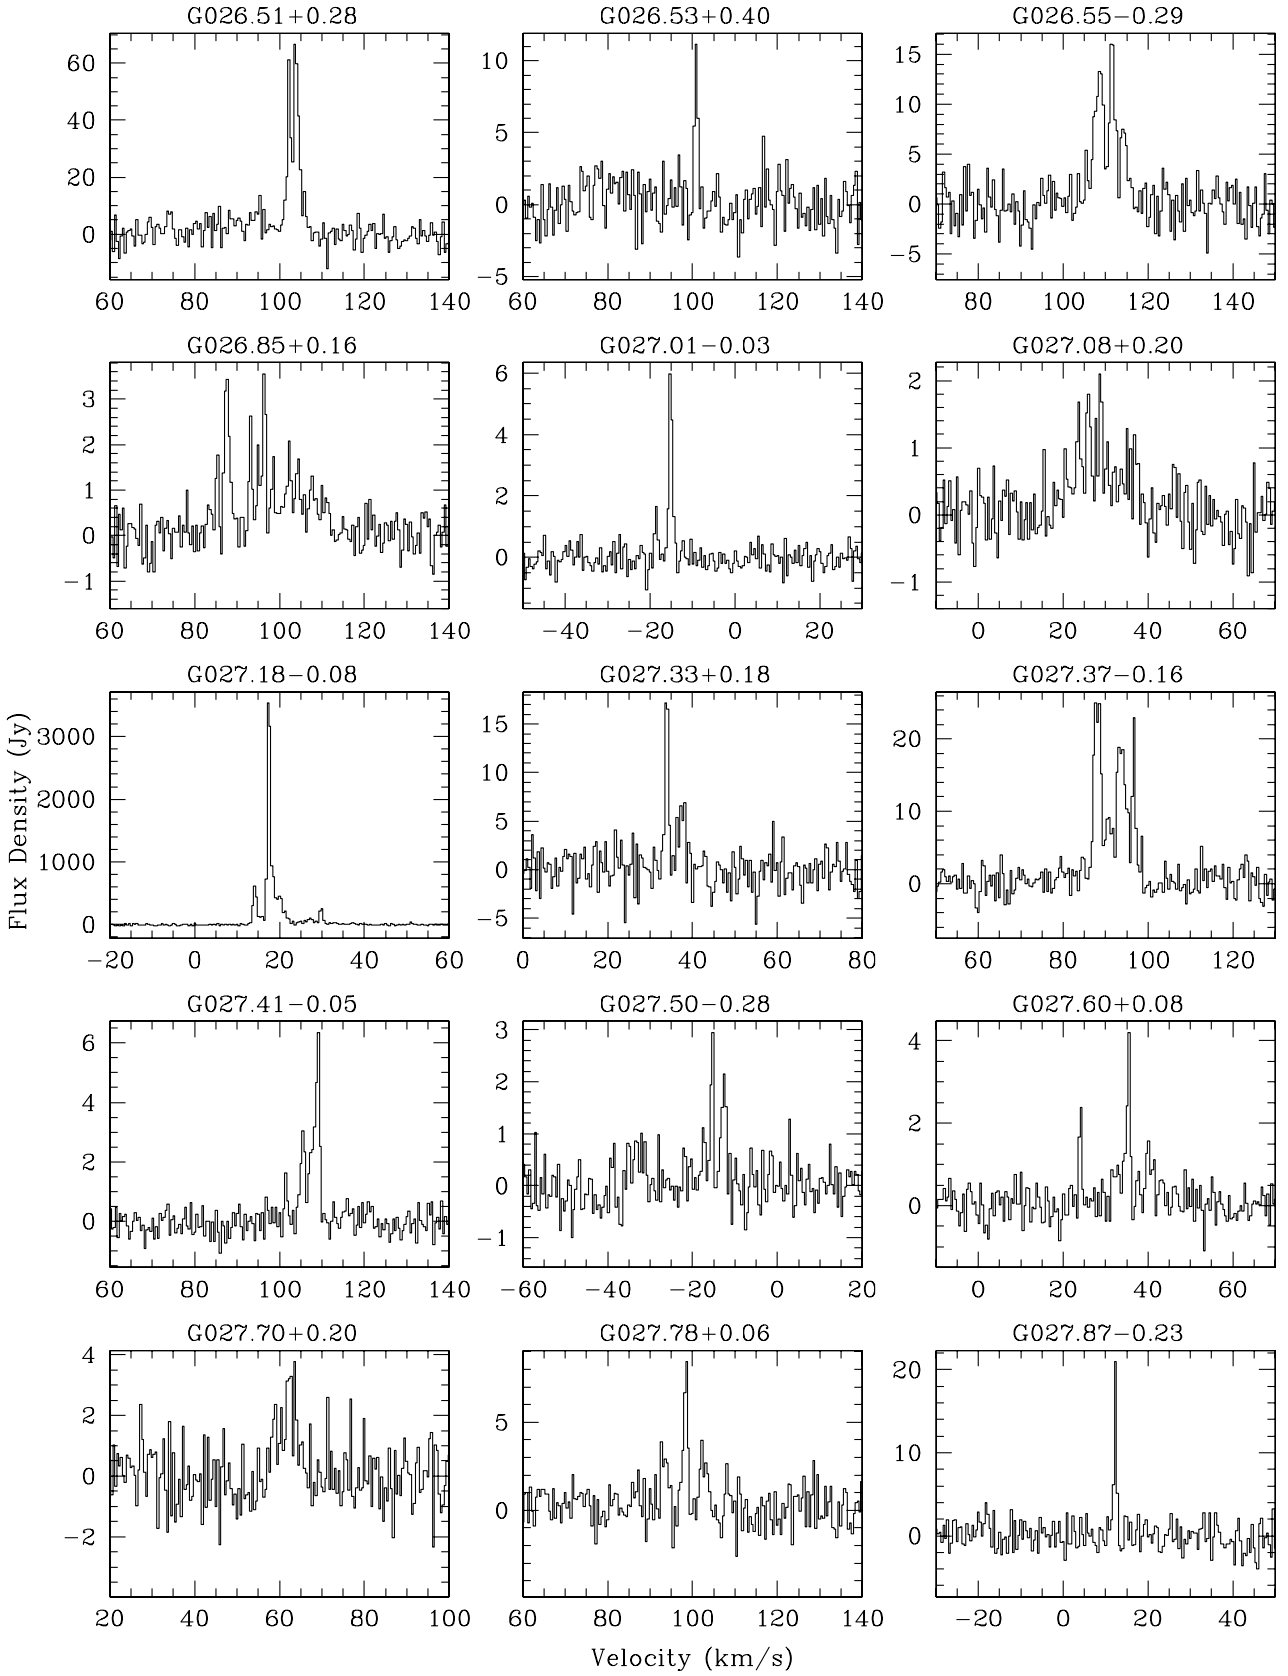 G026.51+0.28 G026.53+0.40 G026.55−0.29
60 40 20 0
10 5 0 −5
15 10 5 0 −5
60 80 100 120 140 60 80 100 120 140 80 100 120 140
G026.85+0.16 G027.01−0.03 G027.08+0.20
3 2 1 0 −1
6 4 2 0
2 1 0 −1
60 80 100 120 140 −40 −20 0 20 0 20 40 60
G027.18−0.08 G027.33+0.18 G027.37−0.16
Flux Density (Jy)
3000 2000 1000 0
15 10 5 0 −5
20 10 0
−20 0 20 40 60 0 20 40 60 80 60 80 100 120
G027.41−0.05 G027.50−0.28 G027.60+0.08
6 4 2 0
3 2 1 0 −1
4 2 0
60 80 100 120 140 −60 −40 −20 0 20 0 20 40 60
G027.70+0.20 G027.78+0.06 G027.87−0.23
4 2 0 −2
5 0
20 10 0
20 40 60 80 100 60 80 100 120 140 −20 0 20 40
Velocity (km/s)